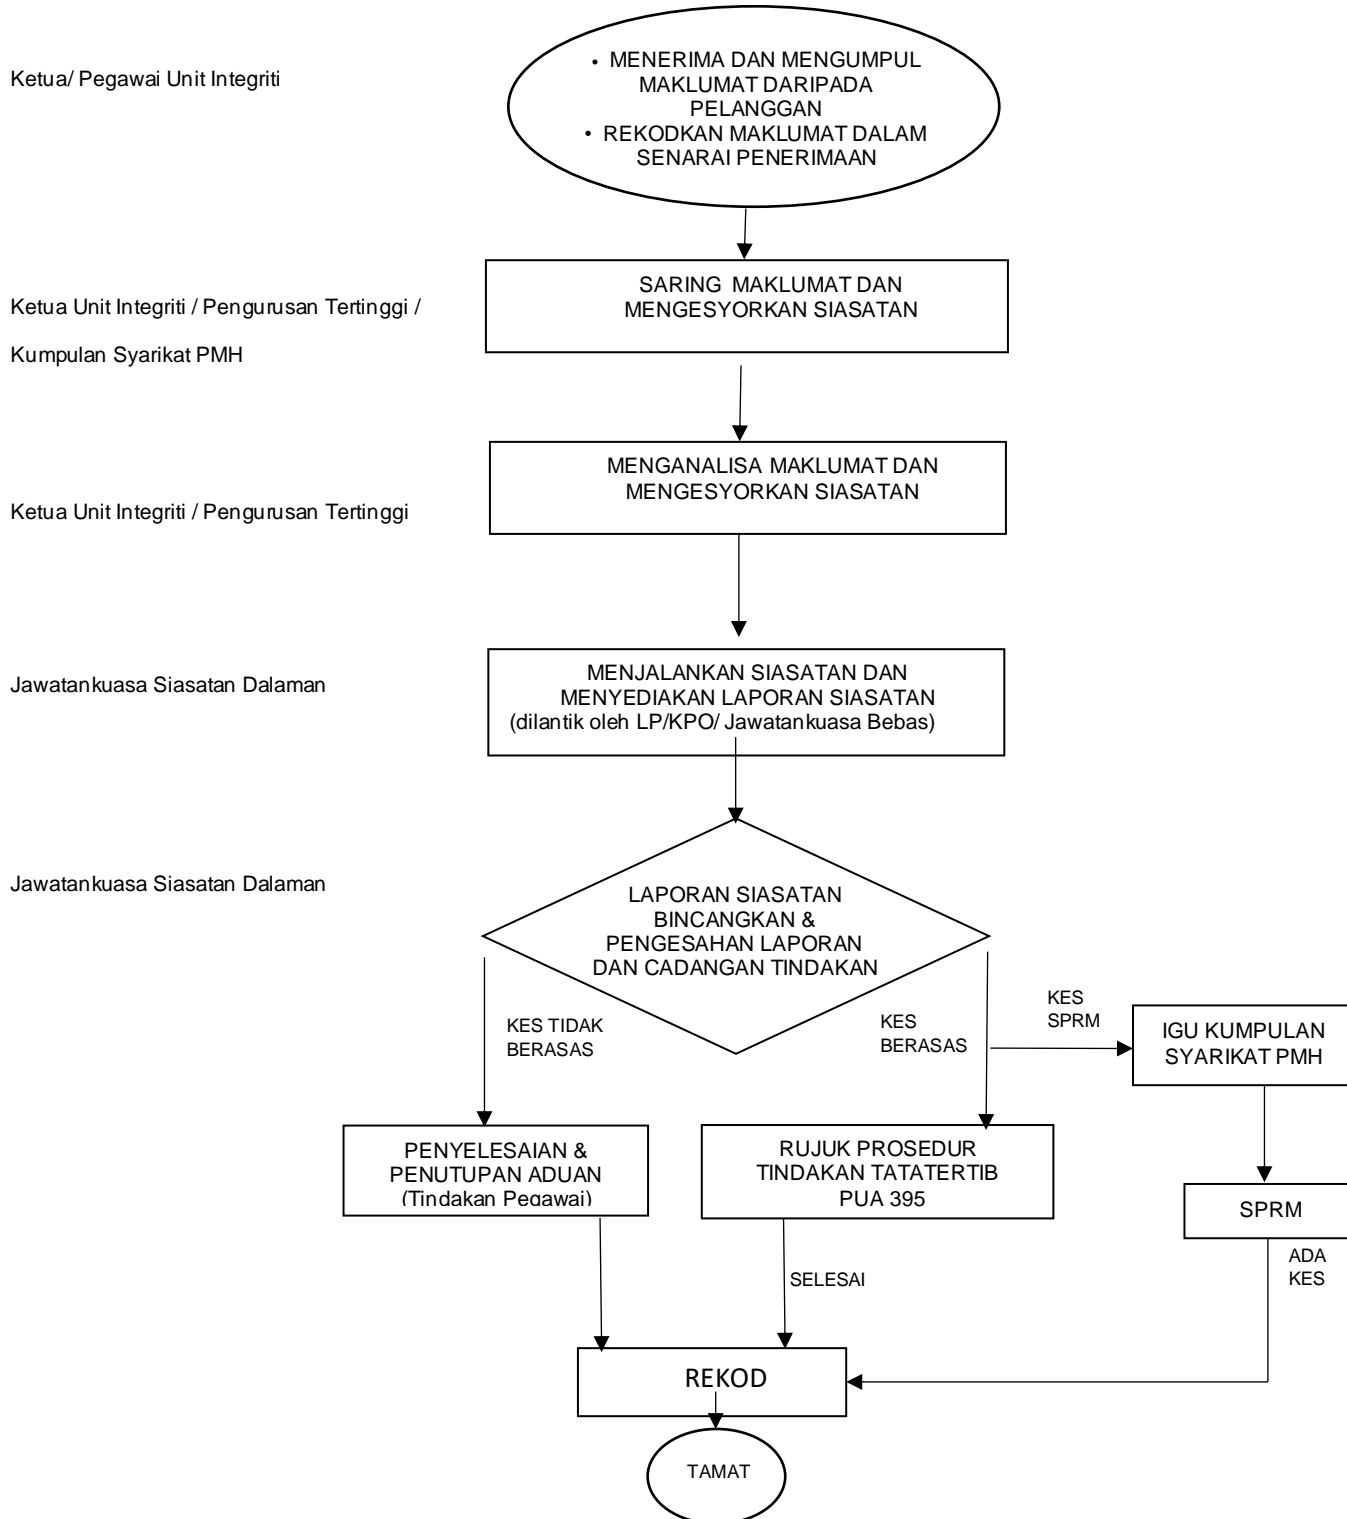 Ketua/ Pegawai Unit Integriti
• MENERIMA DAN MENGUMPUL
MAKLUMAT DARIPADA
PELANGGAN
• REKODKAN MAKLUMAT DALAM
SENARAI PENERIMAAN
Ketua Unit Integriti / Pengurusan Tertinggi /
Kumpulan Syarikat PMH
SARING MAKLUMAT DAN
MENGESYORKAN SIASATAN
Ketua Unit Integriti / Pengurusan Tertinggi
MENGANALISA MAKLUMAT DAN
MENGESYORKAN SIASATAN
Jawatankuasa Siasatan Dalaman
MENJALANKAN SIASATAN DAN
MENYEDIAKAN LAPORAN SIASATAN
(dilantik oleh LP/KPO/ Jawatankuasa Bebas)
Jawatankuasa Siasatan Dalaman
LAPORAN SIASATAN
BINCANGKAN &
PENGESAHAN LAPORAN
DAN CADANGAN TINDAKAN
KES TIDAK
BERASAS
KES
BERASAS
KES
SPRM
IGU KUMPULAN
SYARIKAT PMH
PENYELESAIAN &
PENUTUPAN ADUAN
(Tindakan Pegawai)
RUJUK PROSEDUR
TINDAKAN TATATERTIB
PUA 395
SPRM
ADA
KES
SELESAI
REKOD
TAMAT